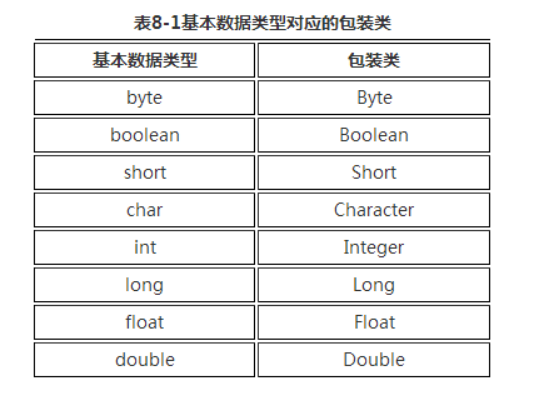 表8-1基本数据类型对应的包装类
基本数据类型 包装类
byte Byte
boolean Boolean
short Short
char Character
int Integer
long Long
float Float
double Double